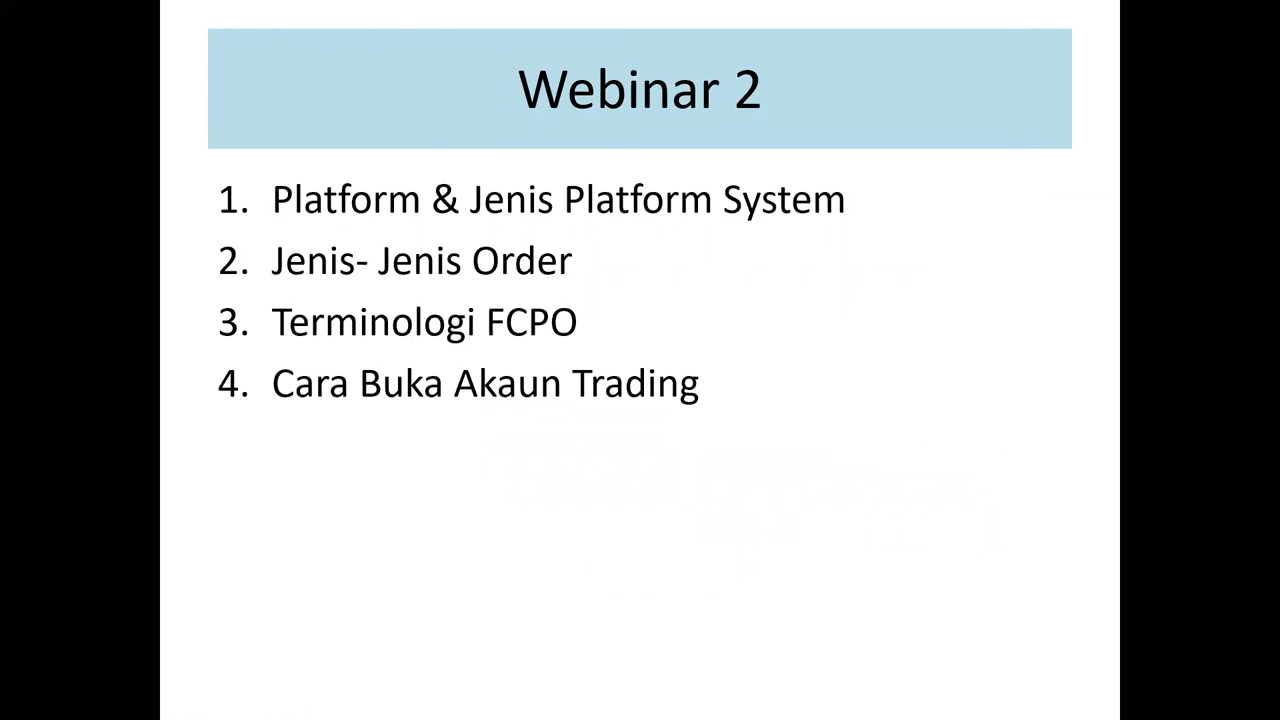 Webinar 2
1. Platform & Jenis Platform System
2. Jenis- Jenis Order
3. Terminologi FCPO
4. Cara Buka Akaun Trading